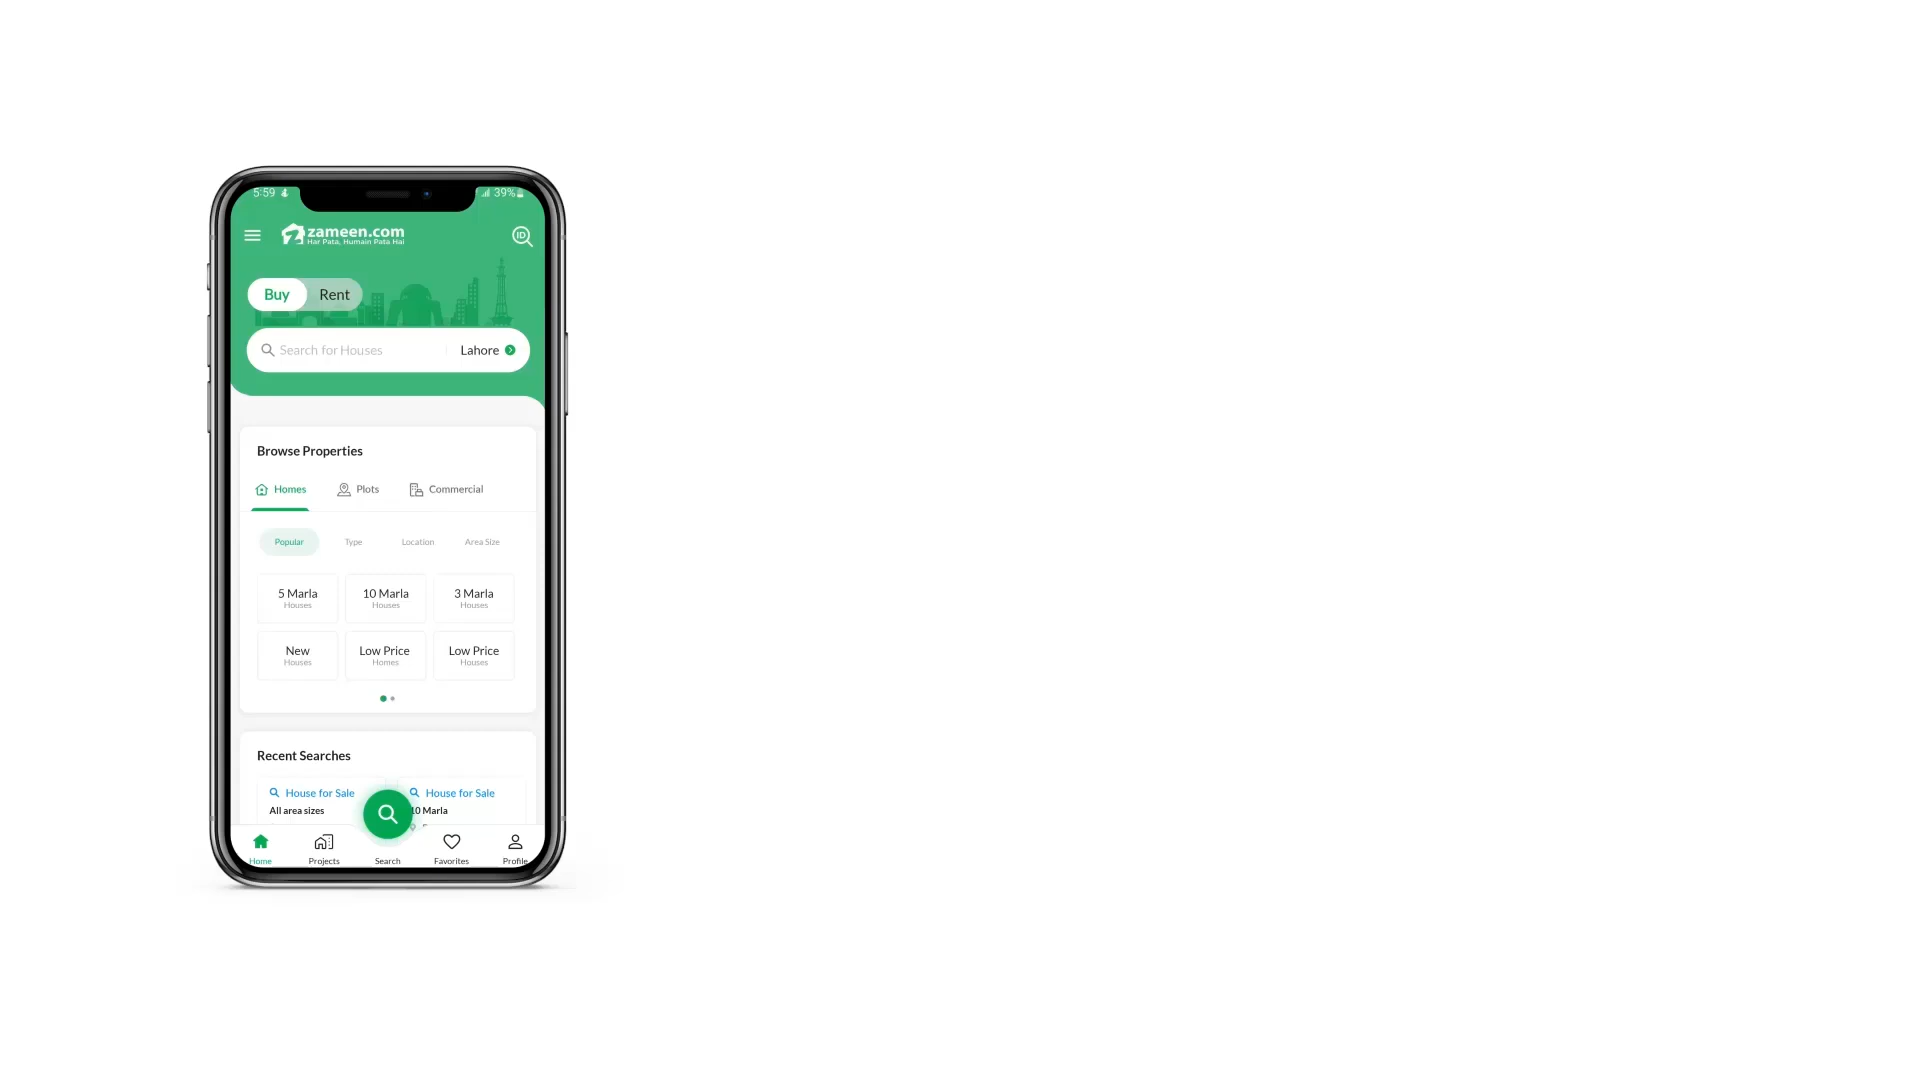 5:59
39%
zameen.com
Har Pata, Humain Pata Hai
ID
Buy Rent
Search for Houses Lahore
Browse Properties
Homes Plots Commercial
Popular Type Location Area Size
5 Marla 10 Marla 3 Marla
Houses Houses Houses
New Low Price Low Price
Houses Homes Houses
Recent Searches
House for Sale House for Sale
All area sizes 10 Marla
Home Projects Search Favorites Profile